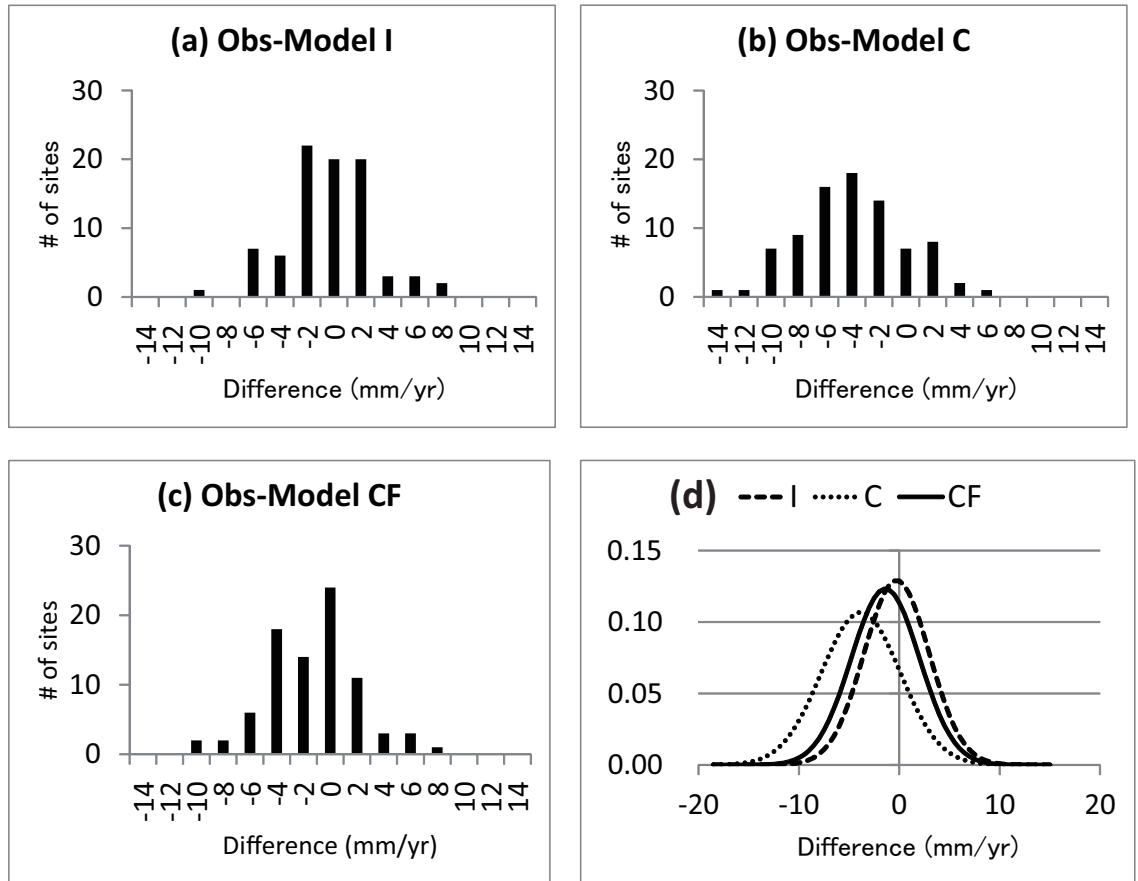 (a) Obs-Model I
30
20
10
0
# of sites
-14 -12 -10 -8 -6 -4 -2 0 2 4 6 8 10 12 14
Difference (mm/yr)
(b) Obs-Model C
30
20
10
0
# of sites
-14 -12 -10 -8 -6 -4 -2 0 2 4 6 8 10 12 14
Difference (mm/yr)
(c) Obs-Model CF
30
20
10
0
# of sites
-14 -12 -10 -8 -6 -4 -2 0 2 4 6 8 10 12 14
Difference (mm/yr)
(d) I C CF
0.15
0.10
0.05
0.00
-20 -10 0 10 20
Difference (mm/yr)